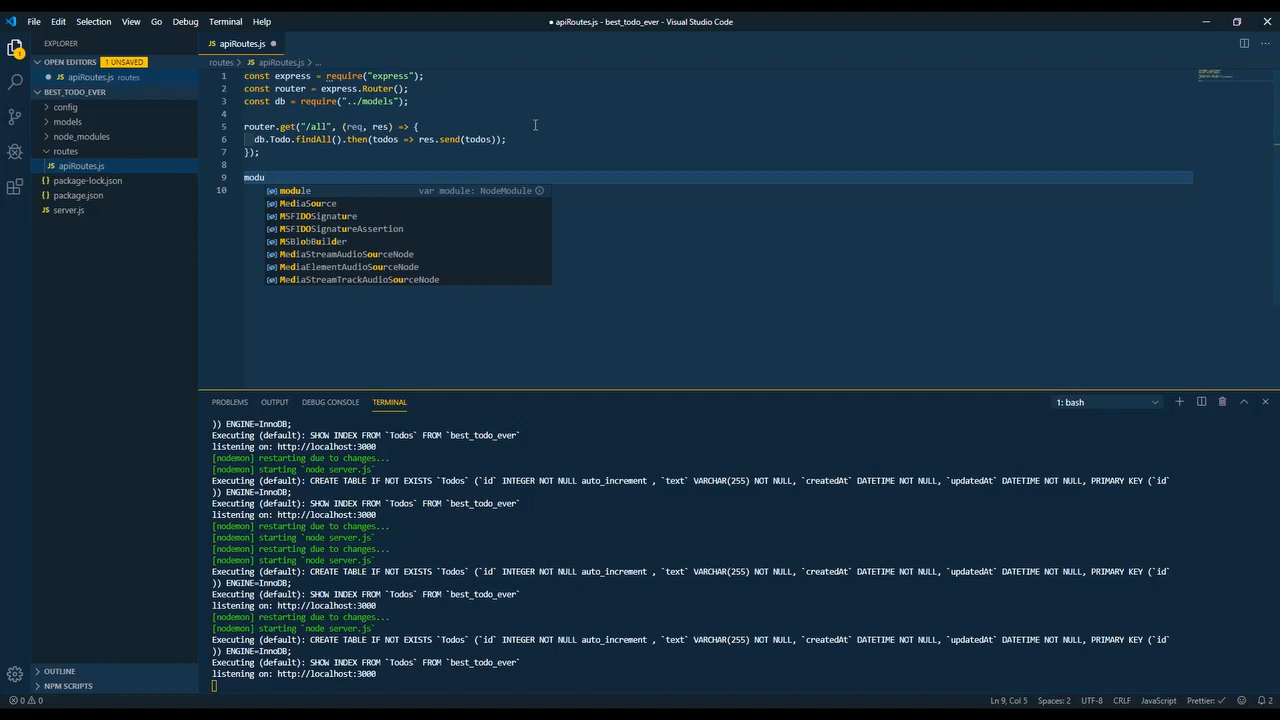 File Edit Selection View Go Debug Terminal Help
● apiRoutes.js - best_todo_ever - Visual Studio Code
EXPLORER
OPEN EDITORS 1 UNSAVED
apiRoutes.js routes
BEST_TODO_EVER
config
models
node_modules
routes
JS apiRoutes.js
{} package-lock.json
{} package.json
JS server.js
OUTLINE
NPM SCRIPTS
JS apiRoutes.js ●
routes > JS apiRoutes.js > ...
1 const express = require("express");
2 const router = express.Router();
3 const db = require("../models");
4
5 router.get("/all", (req, res) => {
6 db.Todo.findAll().then(todos => res.send(todos));
7 });
8
9 modu
10
module var module: NodeModule
MediaSource
MSFIDOSignature
MSFIDOSignatureAssertion
MSBlobBuilder
MediaStreamAudioSourceNode
MediaElementAudioSourceNode
MediaStreamTrackAudioSourceNode
PROBLEMS OUTPUT DEBUG CONSOLE TERMINAL 1: bash
)) ENGINE=InnoDB;
Executing (default): SHOW INDEX FROM `Todos` FROM `best_todo_ever`
listening on: http://localhost:3000
[nodemon] restarting due to changes...
[nodemon] starting `node server.js`
Executing (default): CREATE TABLE IF NOT EXISTS `Todos` (`id` INTEGER NOT NULL auto_increment , `text` VARCHAR(255) NOT NULL, `createdAt` DATETIME NOT NULL, `updatedAt` DATETIME NOT NULL, PRIMARY KEY (`id`
)) ENGINE=InnoDB;
Executing (default): SHOW INDEX FROM `Todos` FROM `best_todo_ever`
listening on: http://localhost:3000
[nodemon] restarting due to changes...
[nodemon] starting `node server.js`
[nodemon] restarting due to changes...
[nodemon] starting `node server.js`
Executing (default): CREATE TABLE IF NOT EXISTS `Todos` (`id` INTEGER NOT NULL auto_increment , `text` VARCHAR(255) NOT NULL, `createdAt` DATETIME NOT NULL, `updatedAt` DATETIME NOT NULL, PRIMARY KEY (`id`
)) ENGINE=InnoDB;
Executing (default): SHOW INDEX FROM `Todos` FROM `best_todo_ever`
listening on: http://localhost:3000
[nodemon] restarting due to changes...
[nodemon] starting `node server.js`
Executing (default): CREATE TABLE IF NOT EXISTS `Todos` (`id` INTEGER NOT NULL auto_increment , `text` VARCHAR(255) NOT NULL, `createdAt` DATETIME NOT NULL, `updatedAt` DATETIME NOT NULL, PRIMARY KEY (`id`
)) ENGINE=InnoDB;
Executing (default): SHOW INDEX FROM `Todos` FROM `best_todo_ever`
listening on: http://localhost:3000
0 0 Ln 9, Col 5 Spaces: 2 UTF-8 CRLF JavaScript Prettier: ✓ 2